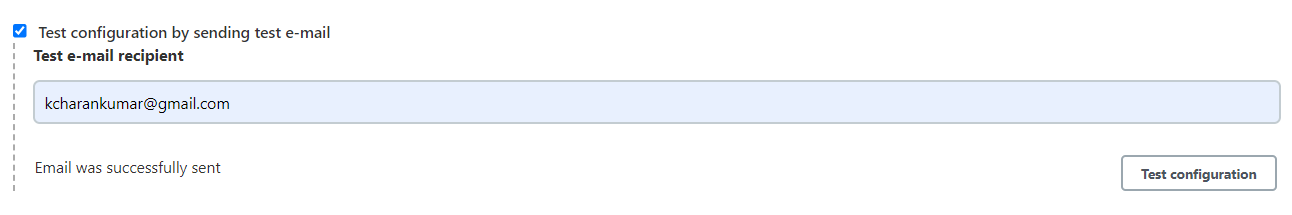 Test configuration by sending test e-mail
Test e-mail recipient
kcharankumar@gmail.com
Email was successfully sent
Test configuration